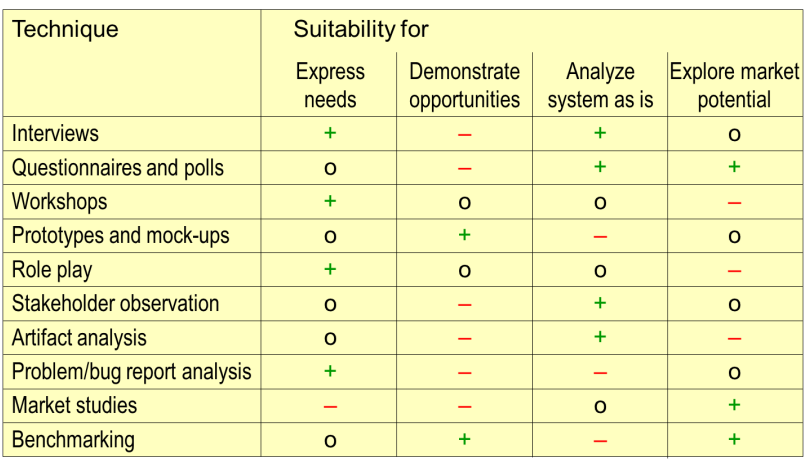 Technique Suitability for
Express needs Demonstrate opportunities Analyze system as is Explore market potential
Interviews + – + o
Questionnaires and polls o – + +
Workshops + o o –
Prototypes and mock-ups o + – o
Role play + o o –
Stakeholder observation o – + o
Artifact analysis o – + –
Problem/bug report analysis + – – o
Market studies – – o +
Benchmarking o + – +